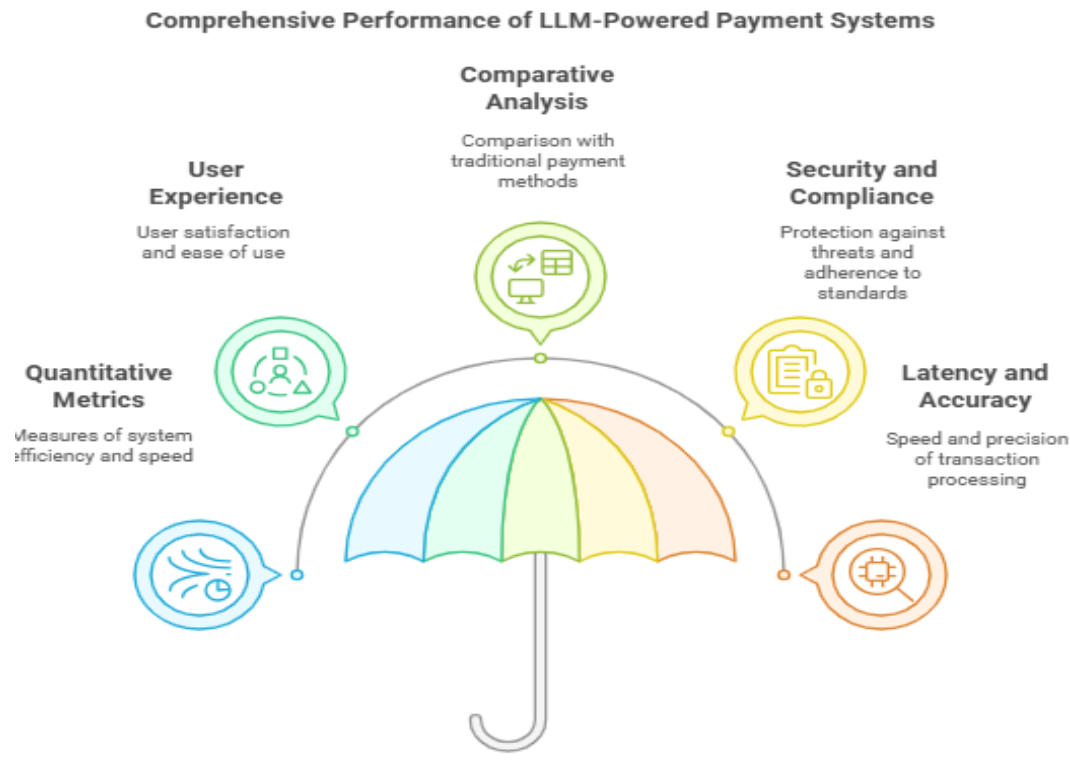 Comprehensive Performance of LLM-Powered Payment Systems
Comparative
Analysis
Comparison with
traditional payment
methods
User
Experience
User satisfaction
and ease of use
Security and
Compliance
Protection against
threats and
adherence to
standards
Quantitative
Metrics
Measures of system
efficiency and speed
Latency and
Accuracy
Speed and precision
of transaction
processing